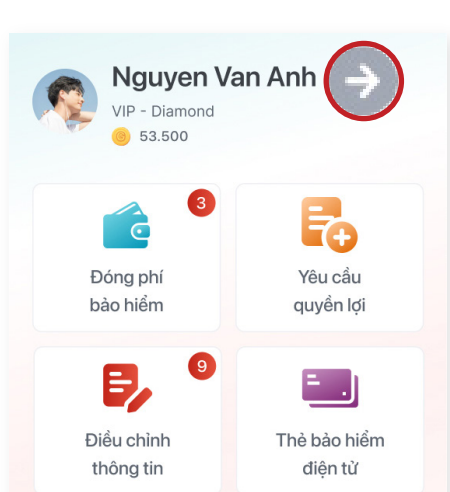 Nguyen Van Anh
VIP - Diamond
53.500
3
Đóng phí
bảo hiểm
Yêu cầu
quyền lợi
9
Điều chỉnh
thông tin
Thẻ bảo hiểm
điện tử